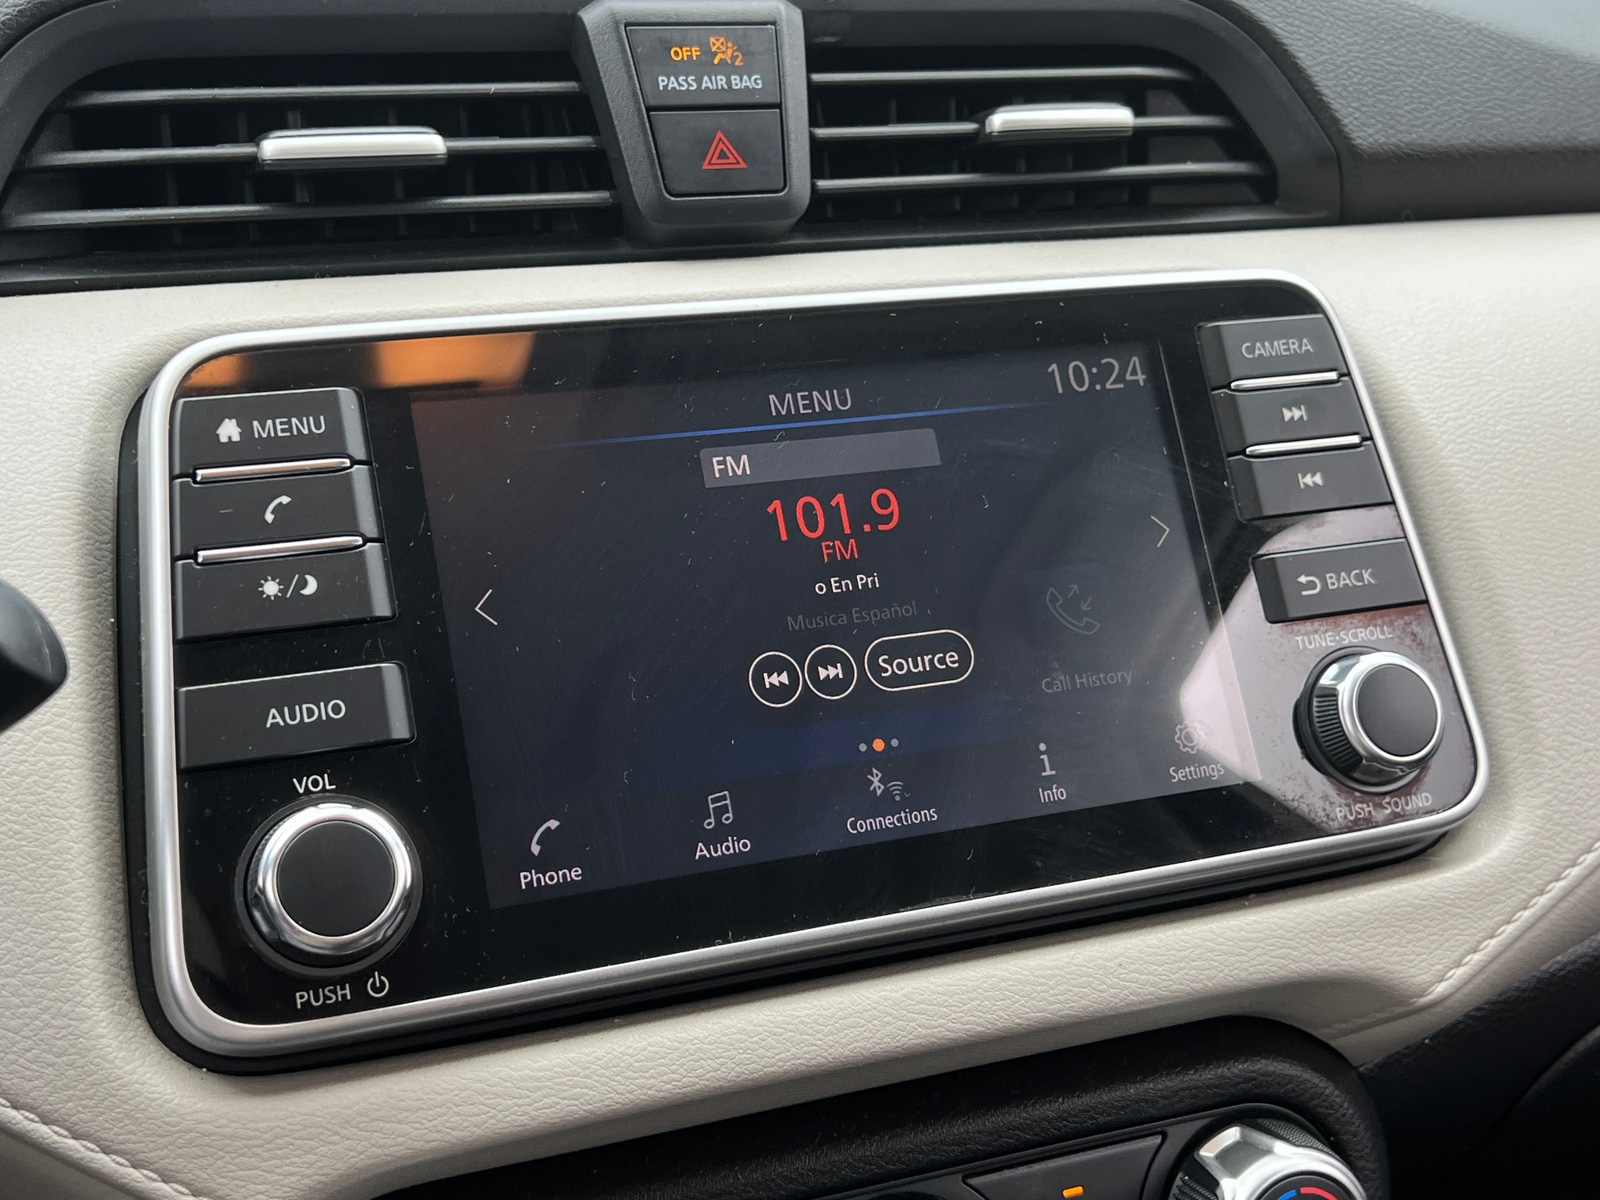 OFF 2
PASS AIR BAG
MENU
AUDIO
VOL
PUSH
MENU
10:24
FM
101.9
FM
o En Pri
Musica Español
Source
Call History
Phone
Audio
Connections
Info
Settings
CAMERA
BACK
TUNE·SCROLL
PUSH SOUND